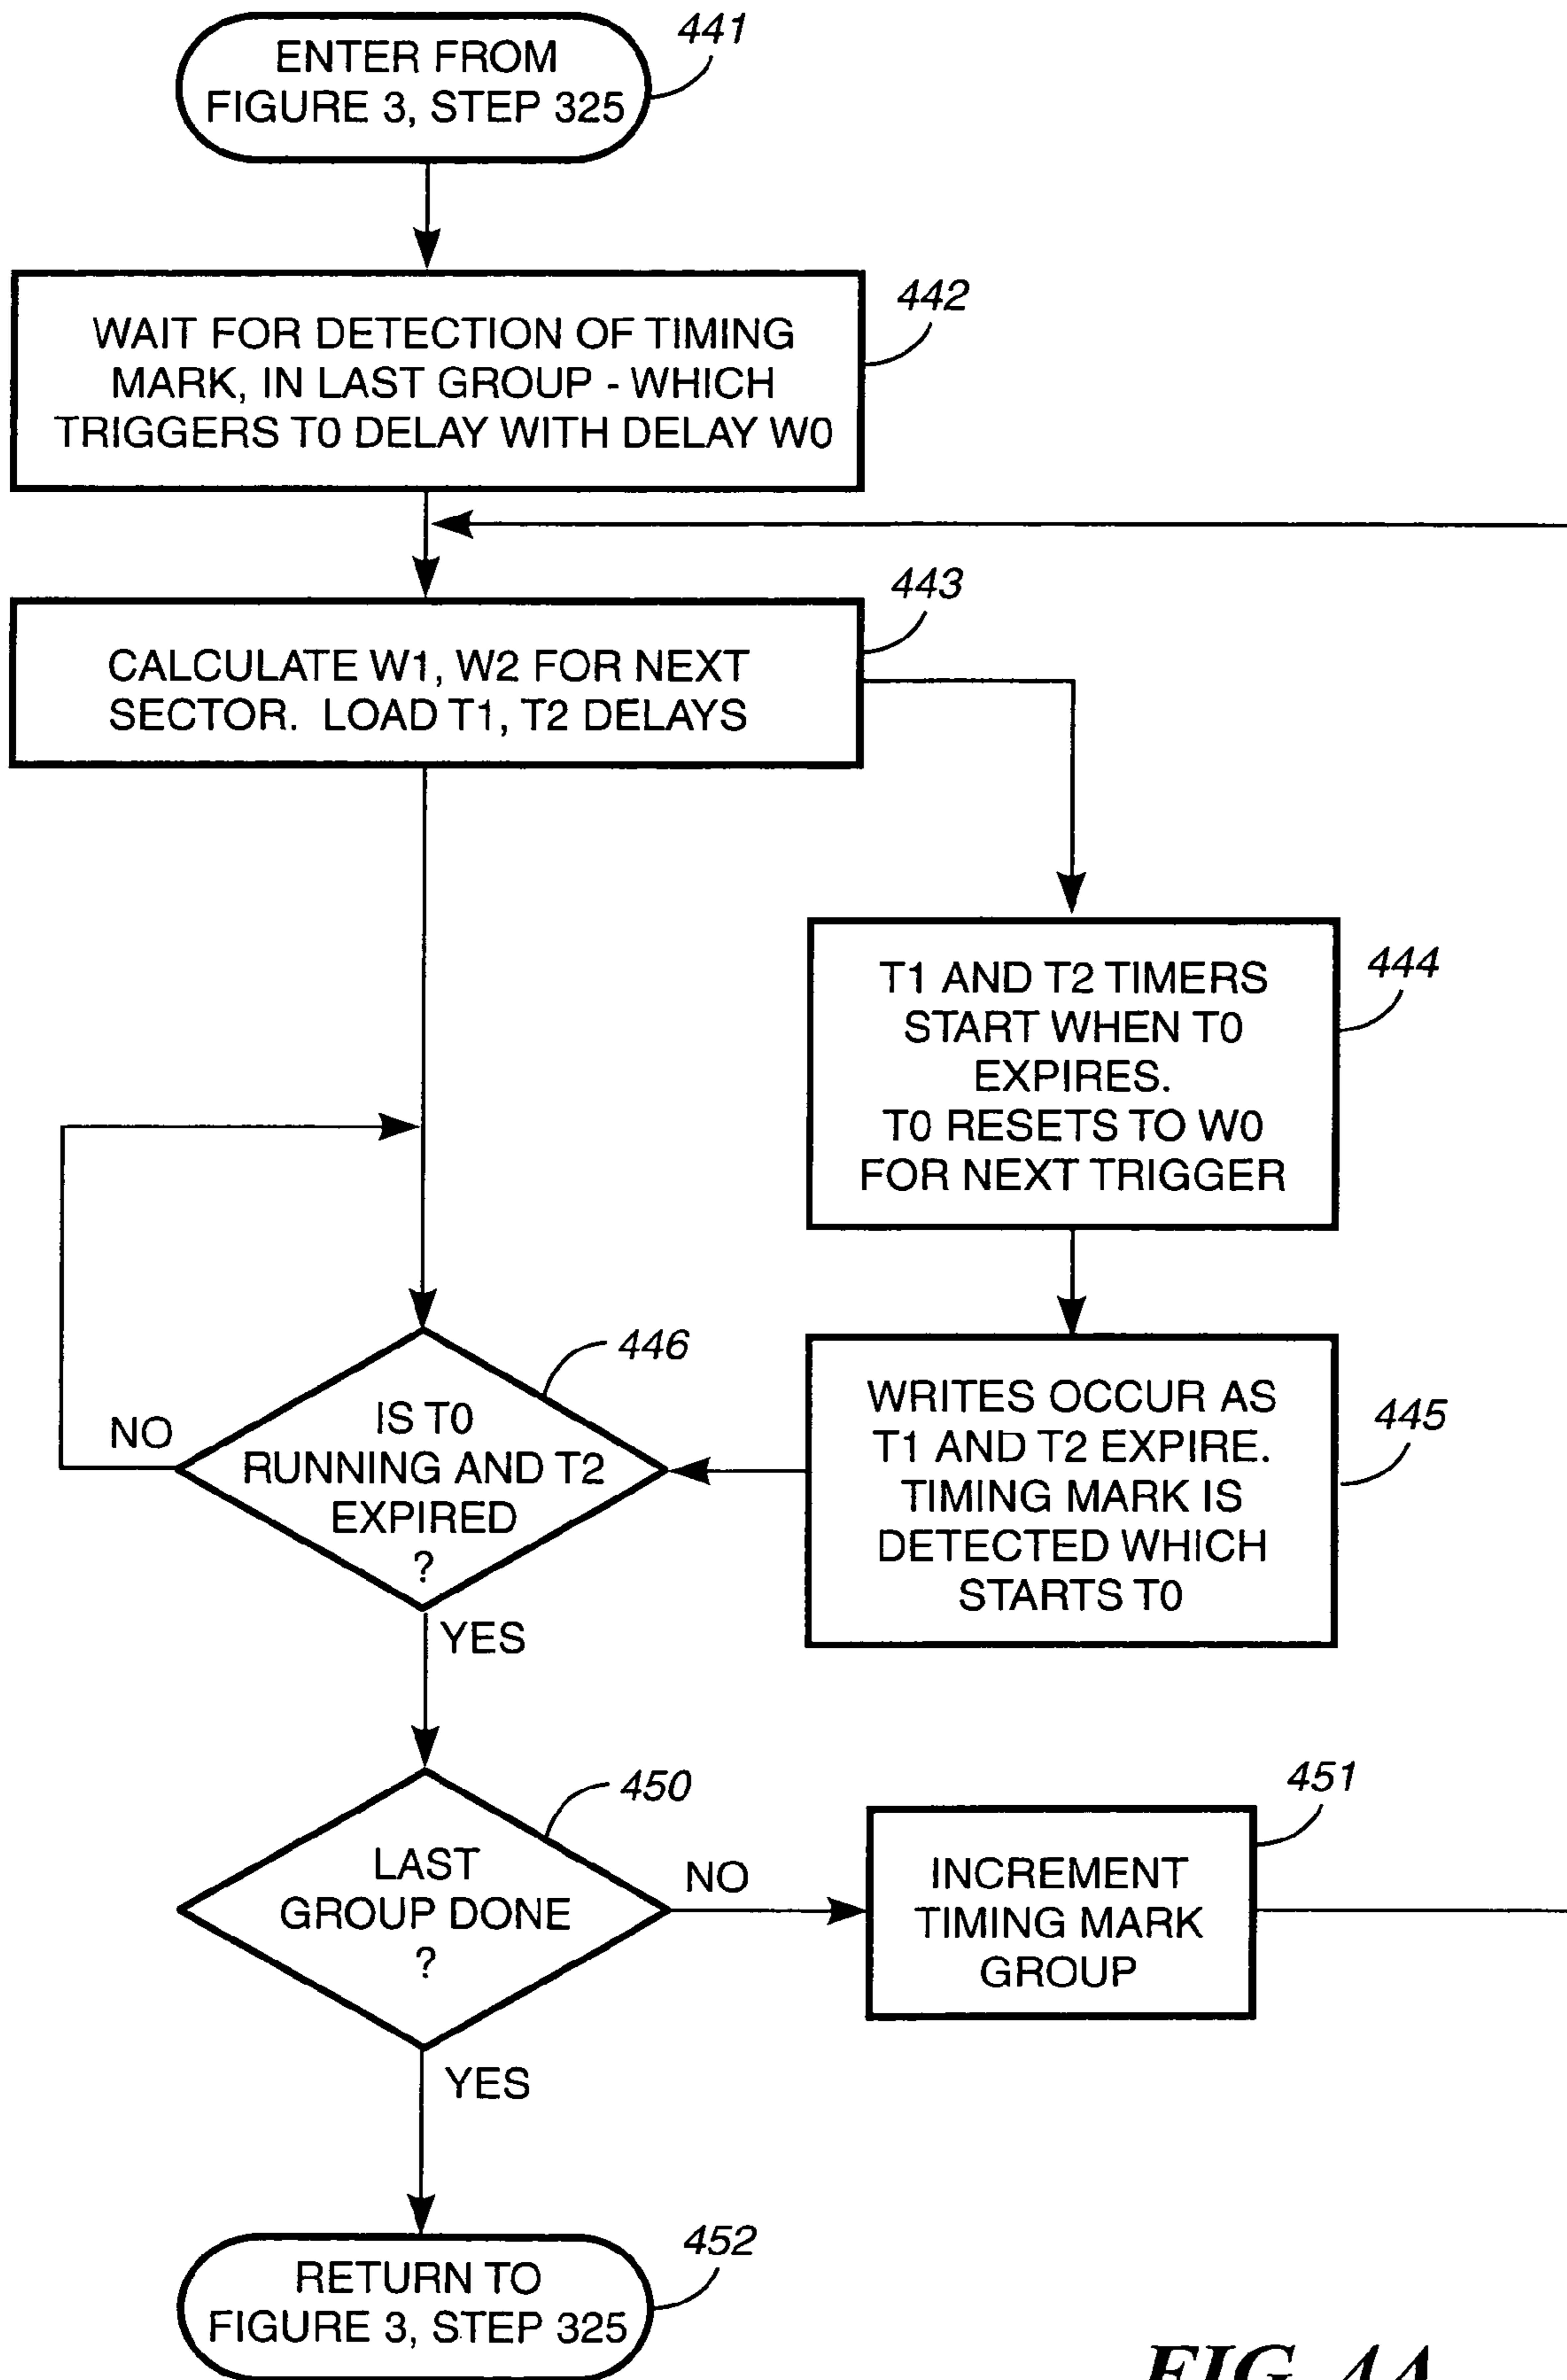 ENTER FROM
FIGURE 3, STEP 325
441
WAIT FOR DETECTION OF TIMING
MARK, IN LAST GROUP - WHICH
TRIGGERS T0 DELAY WITH DELAY W0
442
CALCULATE W1, W2 FOR NEXT
SECTOR. LOAD T1, T2 DELAYS
443
T1 AND T2 TIMERS
START WHEN T0
EXPIRES.
T0 RESETS TO W0
FOR NEXT TRIGGER
444
IS T0
RUNNING AND T2
EXPIRED
?
446
NO
YES
WRITES OCCUR AS
T1 AND T2 EXPIRE.
TIMING MARK IS
DETECTED WHICH
STARTS T0
445
LAST
GROUP DONE
?
450
NO
YES
INCREMENT
TIMING MARK
GROUP
451
RETURN TO
FIGURE 3, STEP 325
452
FIG. 4A